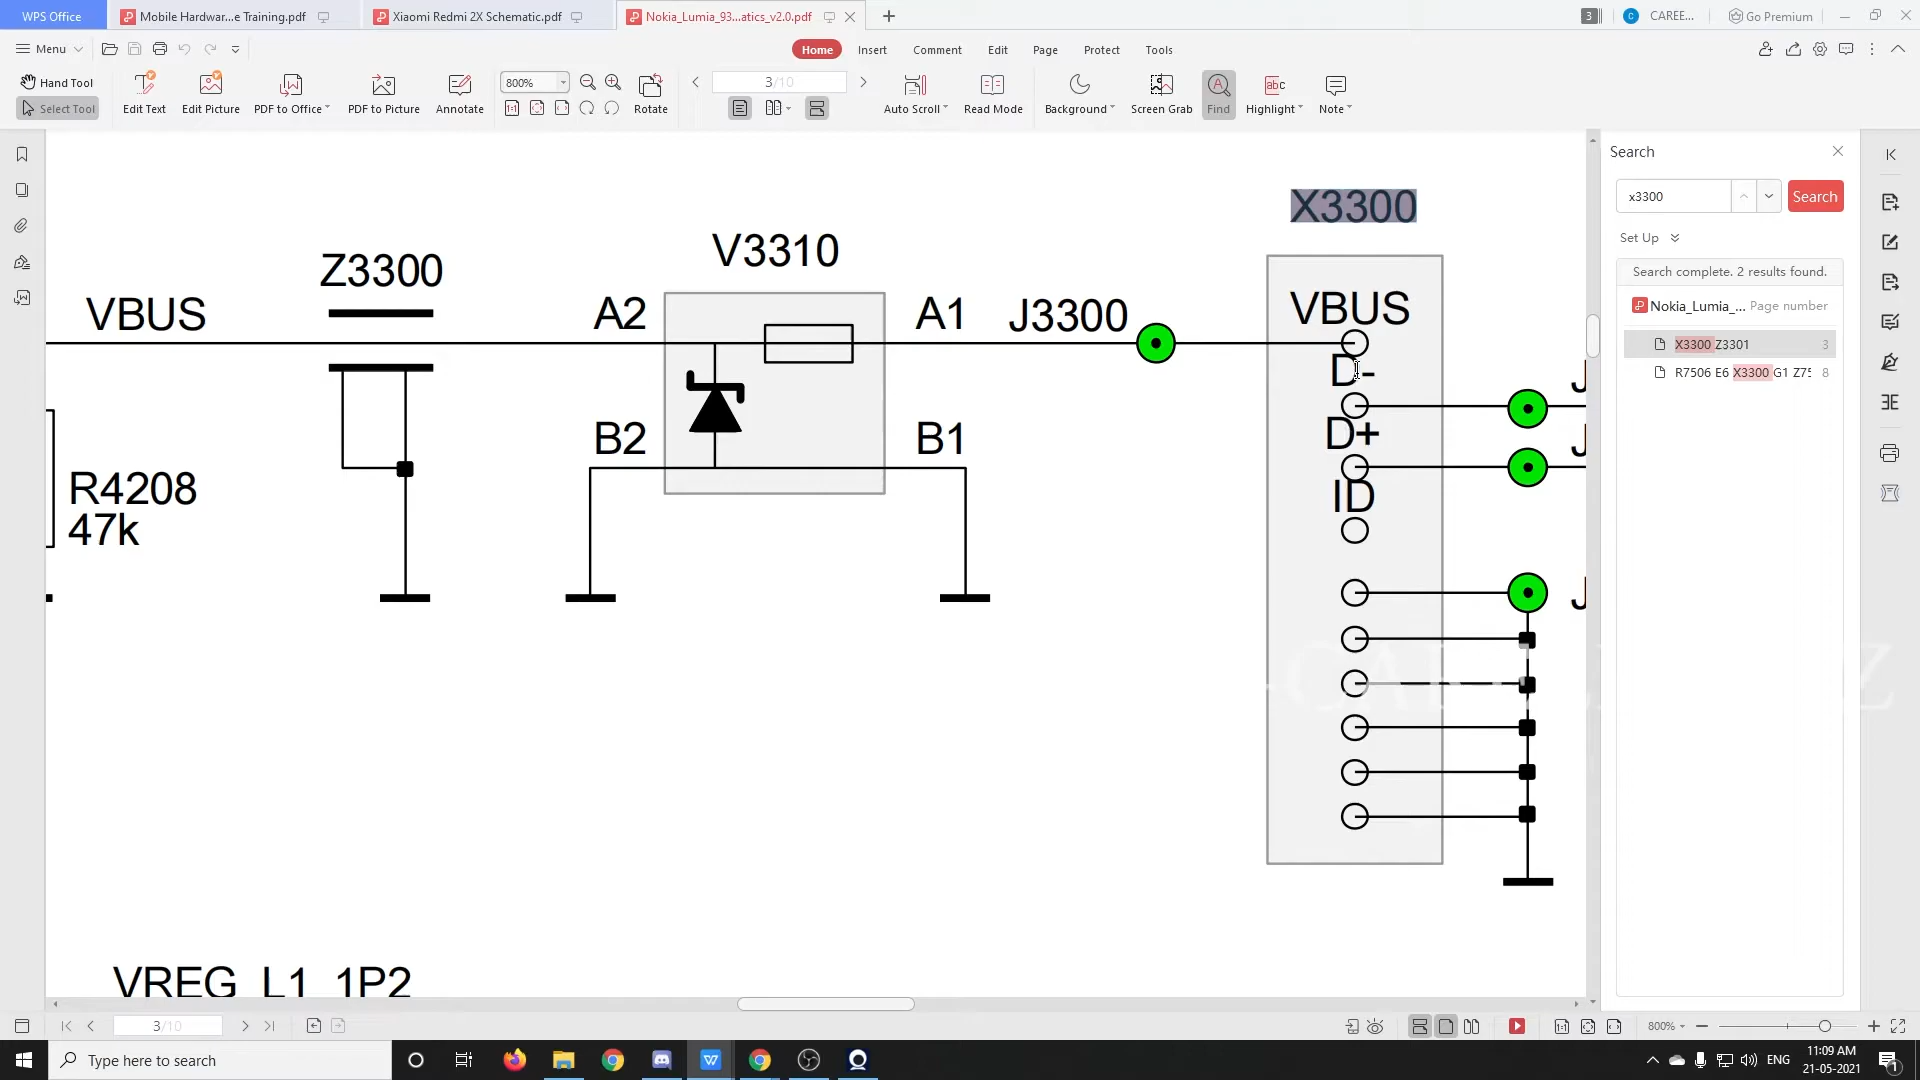 WPS Office
Mobile Hardwar...e Training.pdf
Xiaomi Redmi 2X Schematic.pdf
Nokia_Lumia_93...atics_v2.0.pdf
3
C
CAREE...
Go Premium
Menu
Home
Insert
Comment
Edit
Page
Protect
Tools
Hand Tool
Select Tool
Edit Text
Edit Picture
PDF to Office
PDF to Picture
Annotate
800%
Rotate
3/10
Auto Scroll
Read Mode
Background
Screen Grab
Find
Highlight
Note
Search
x3300
Search
Set Up
Search complete. 2 results found.
Nokia_Lumia_... Page number
X3300 Z3301 3
R7506 E6 X3300 G1 Z75 8
X3300
V3310
Z3300
VBUS
A2
A1
J3300
VBUS
D-
D+
ID
B2
B1
R4208
47k
VREG_L1_1P2
3/10
800%
Type here to search
ENG
11:09 AM
21-05-2021
1